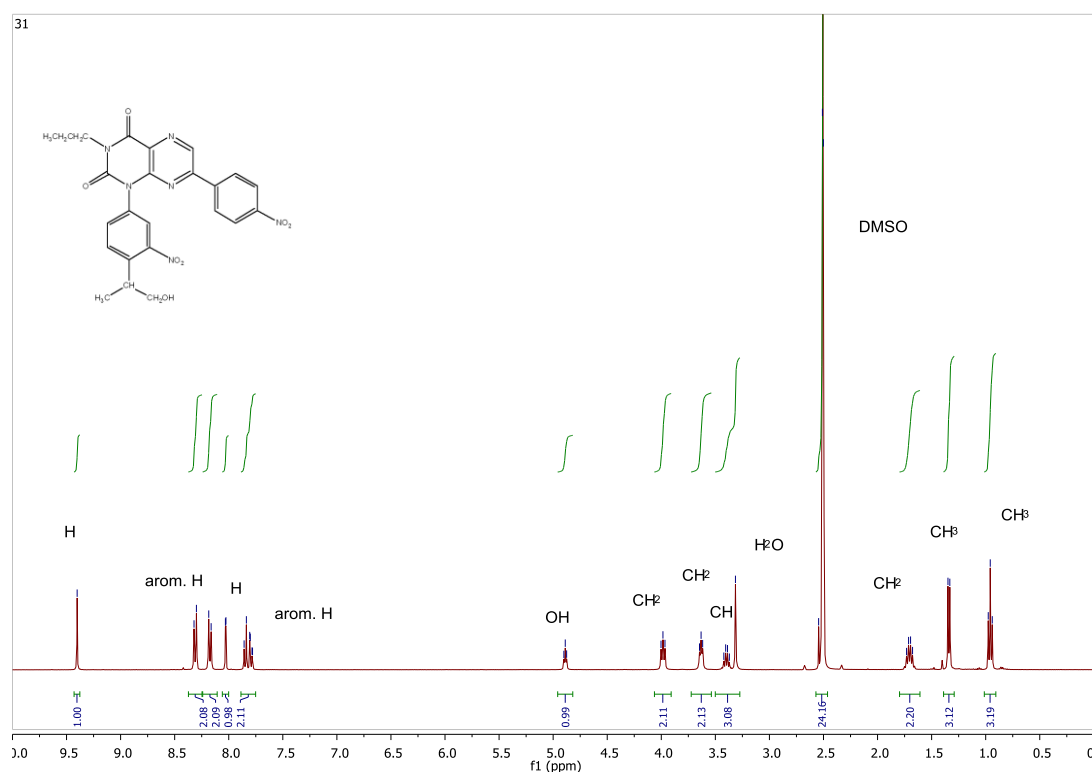 31
O
H₃CH₂CH₂C
N
N
O
N
N
NO₂
NO₂
CH
H₃C
CH₂OH
DMSO
CH3
H2O
CH3
H
CH2
arom. H
H
CH2
CH2
arom. H
OH
CH
1.00
2.08
2.09
0.98
2.11
0.99
2.11
2.13
3.08
24.16
2.20
3.12
3.19
0.0 9.5 9.0 8.5 8.0 7.5 7.0 6.5 6.0 5.5 5.0 4.5 4.0 3.5 3.0 2.5 2.0 1.5 1.0 0.5 0
f1 (ppm)